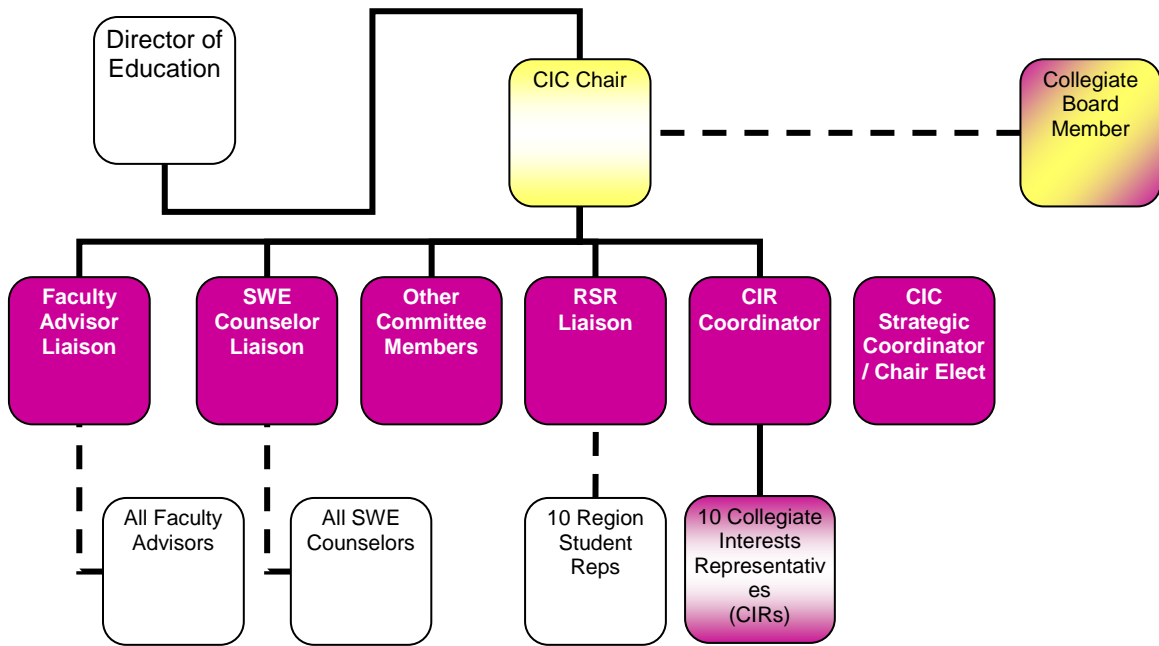 Director of
Education
CIC Chair
Collegiate
Board
Member
Faculty
Advisor
Liaison
SWE
Counselor
Liaison
Other
Committee
Members
RSR
Liaison
CIR
Coordinator
CIC
Strategic
Coordinator
/ Chair Elect
All Faculty
Advisors
All SWE
Counselors
10 Region
Student
Reps
10 Collegiate
Interests
Representativ
es
(CIRs)